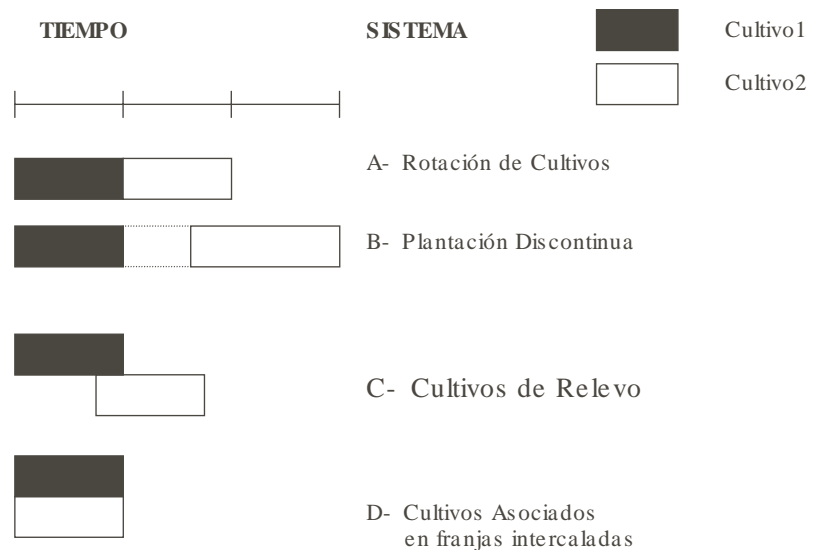 TIEMPO
SISTEMA
Cultivo1
Cultivo2
A- Rotación de Cultivos
B- Plantación Discontinua
C- Cultivos de Relevo
D- Cultivos Asociados
en franjas intercaladas